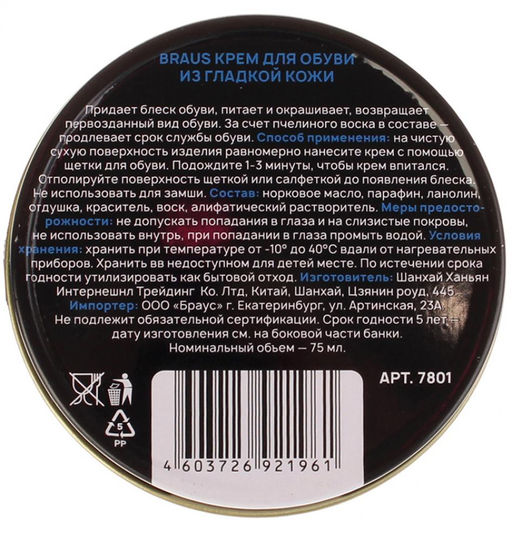 BRAUS КРЕМ ДЛЯ ОБУВИ
ИЗ ГЛАДКОЙ КОЖИ
Придает блеск обуви, питает и окрашивает, возвращает
первозданный вид обуви. За счет пчелиного воска в составе —
продлевает срок службы обуви. Способ применения: на чистую
сухую поверхность изделия равномерно нанесите крем с помощью
щетки для обуви. Подождите 1-3 минуты, чтобы крем впитался.
Отполируйте поверхность щеткой или салфеткой до появления блеска.
Не использовать для замши. Состав: норковое масло, парафин, ланолин,
отдушка, краситель, воск, алифатический растворитель. Меры предосто-
рожности: не допускать попадания в глаза и на слизистые покровы,
не использовать внутрь, при попадании в глаза промыть водой. Условия
хранения: хранить при температуре от -10° до 40°С вдали от нагревательных
приборов. Хранить вв недоступном для детей месте. По истечении срока
годности утилизировать как бытовой отход. Изготовитель: Шанхай Ханьян
Интернешнл Трейдинг Ко. Лтд, Китай, Шанхай, Цзянин роуд, 445.
Импортер: ООО «Браус» г. Екатеринбург, ул. Артинская, 23А
Не подлежит обязательной сертификации. Срок годности 5 лет,
дату изготовления см. на боковой части банки.
Номинальный объем — 75 мл.
АРТ. 7801
5
PP
4603726921961